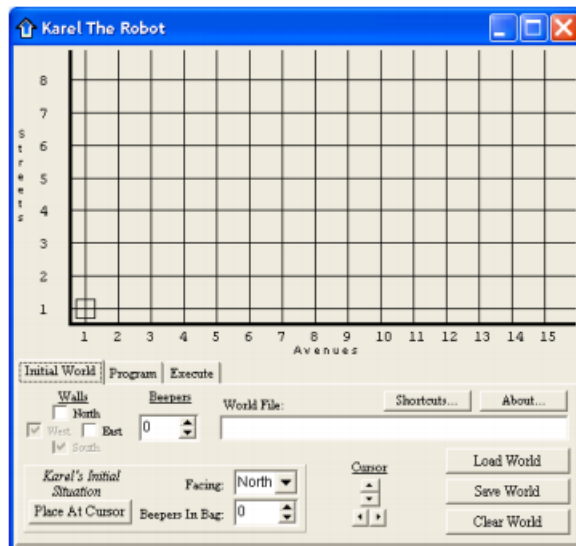 Karel The Robot
8
7
6
5
4
3
2
1
Streets
1 2 3 4 5 6 7 8 9 10 11 12 13 14 15
Avenues
Initial World Program Execute
Walls
North
West East
South
Beepers
0
World File:
Shortcuts... About...
Karel's Initial
Situation
Place At Cursor
Facing: North
Beepers In Bag: 0
Cursor
Load World
Save World
Clear World